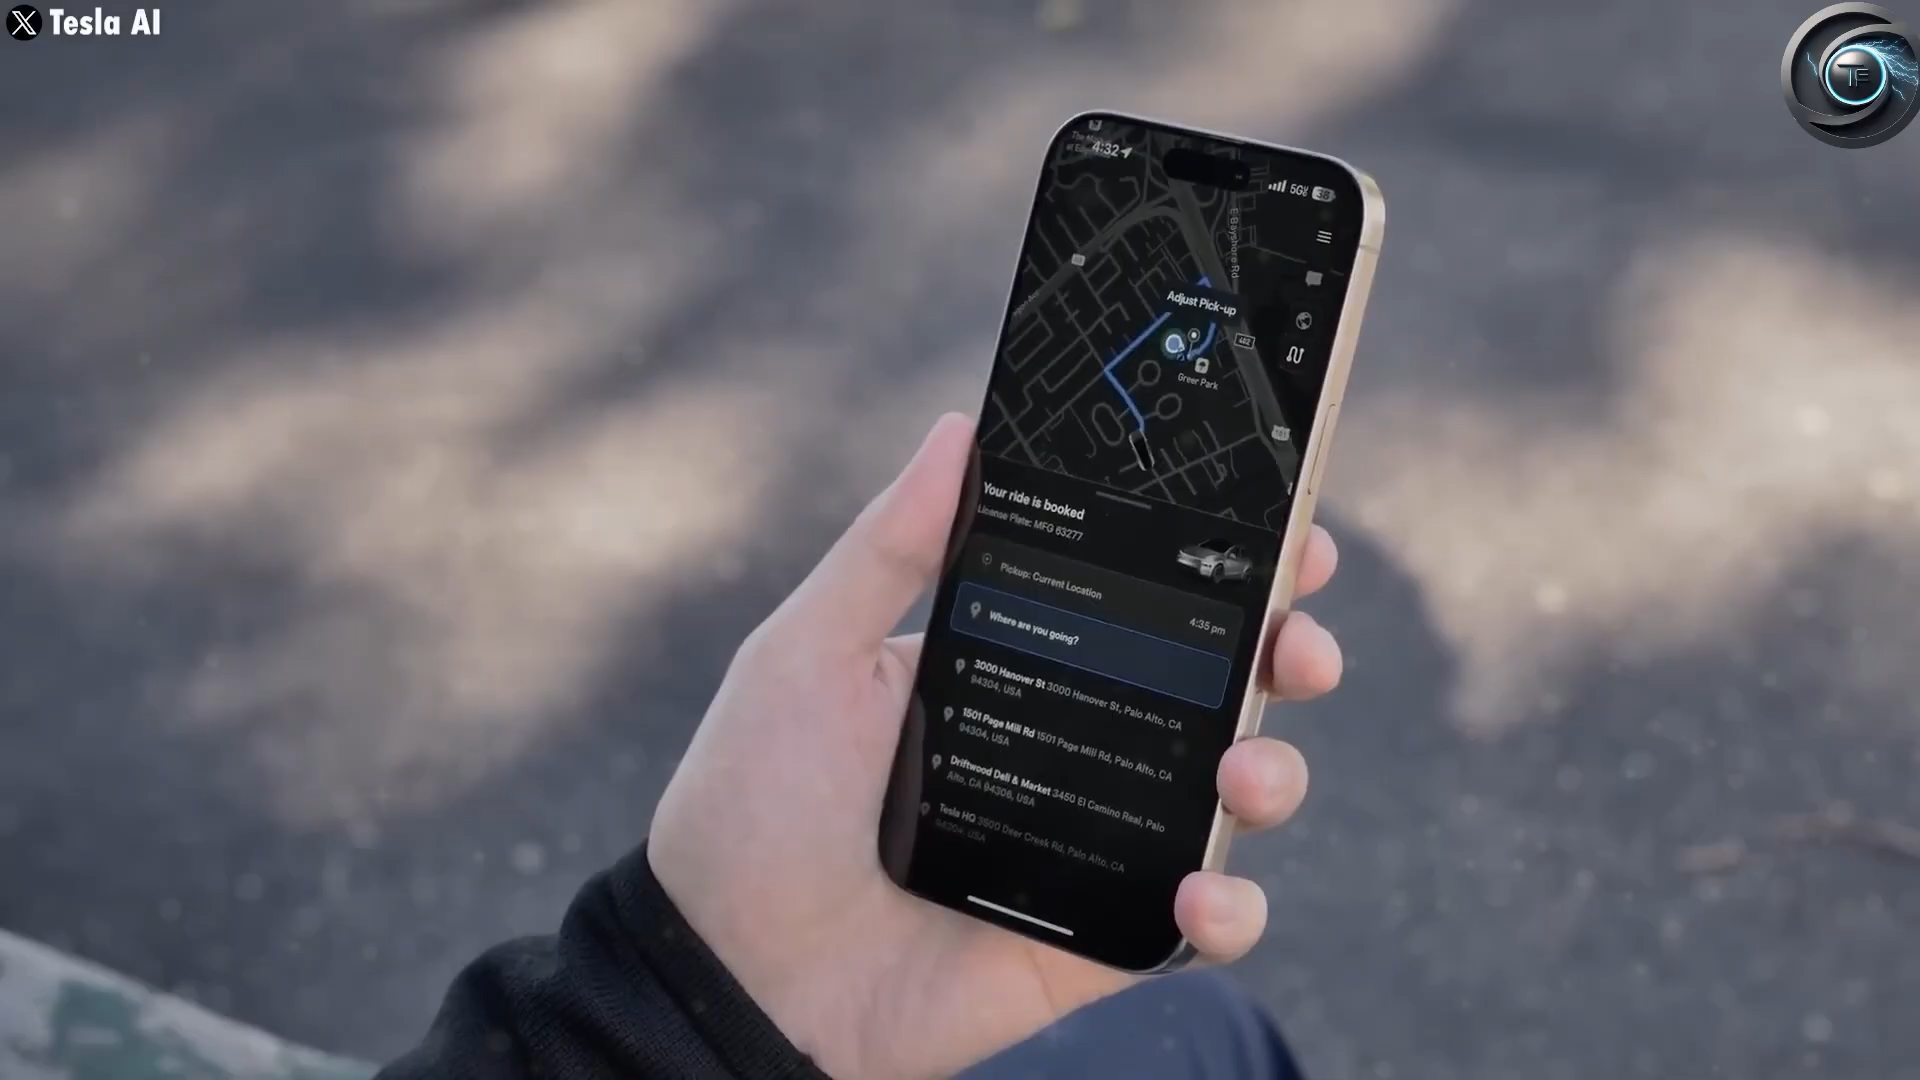 X Tesla AI
TF
4:32
5G
38
E Bayshore Rd
Adjust Pick-up
Greer Park
101
Your ride is booked
License Plate: MFG 63277
Pickup: Current Location
4:35 pm
Where are you going?
3000 Hanover St 3000 Hanover St, Palo Alto, CA
94304, USA
1501 Page Mill Rd 1501 Page Mill Rd, Palo Alto, CA
94304, USA
Driftwood Deli & Market 3450 El Camino Real, Palo
Alto, CA 94306, USA
Tesla HQ 3500 Deer Creek Rd, Palo Alto, CA
94304, USA